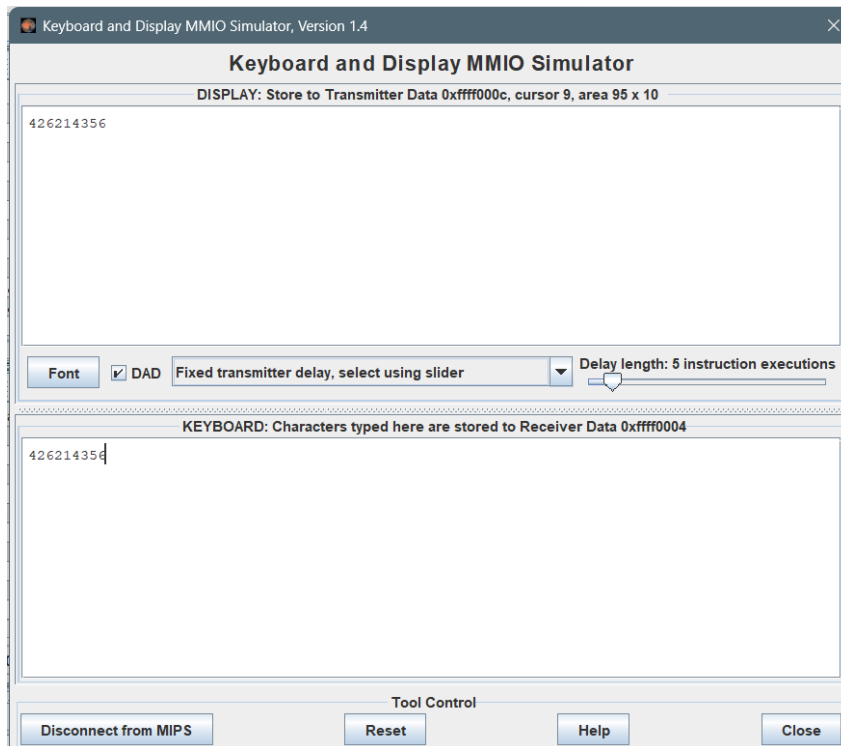 Keyboard and Display MMIO Simulator, Version 1.4
Keyboard and Display MMIO Simulator
DISPLAY: Store to Transmitter Data 0xffff000c, cursor 9, area 95 x 10
426214356
Font
DAD
Fixed transmitter delay, select using slider
Delay length: 5 instruction executions
KEYBOARD: Characters typed here are stored to Receiver Data 0xffff0004
426214356
Tool Control
Disconnect from MIPS
Reset
Help
Close